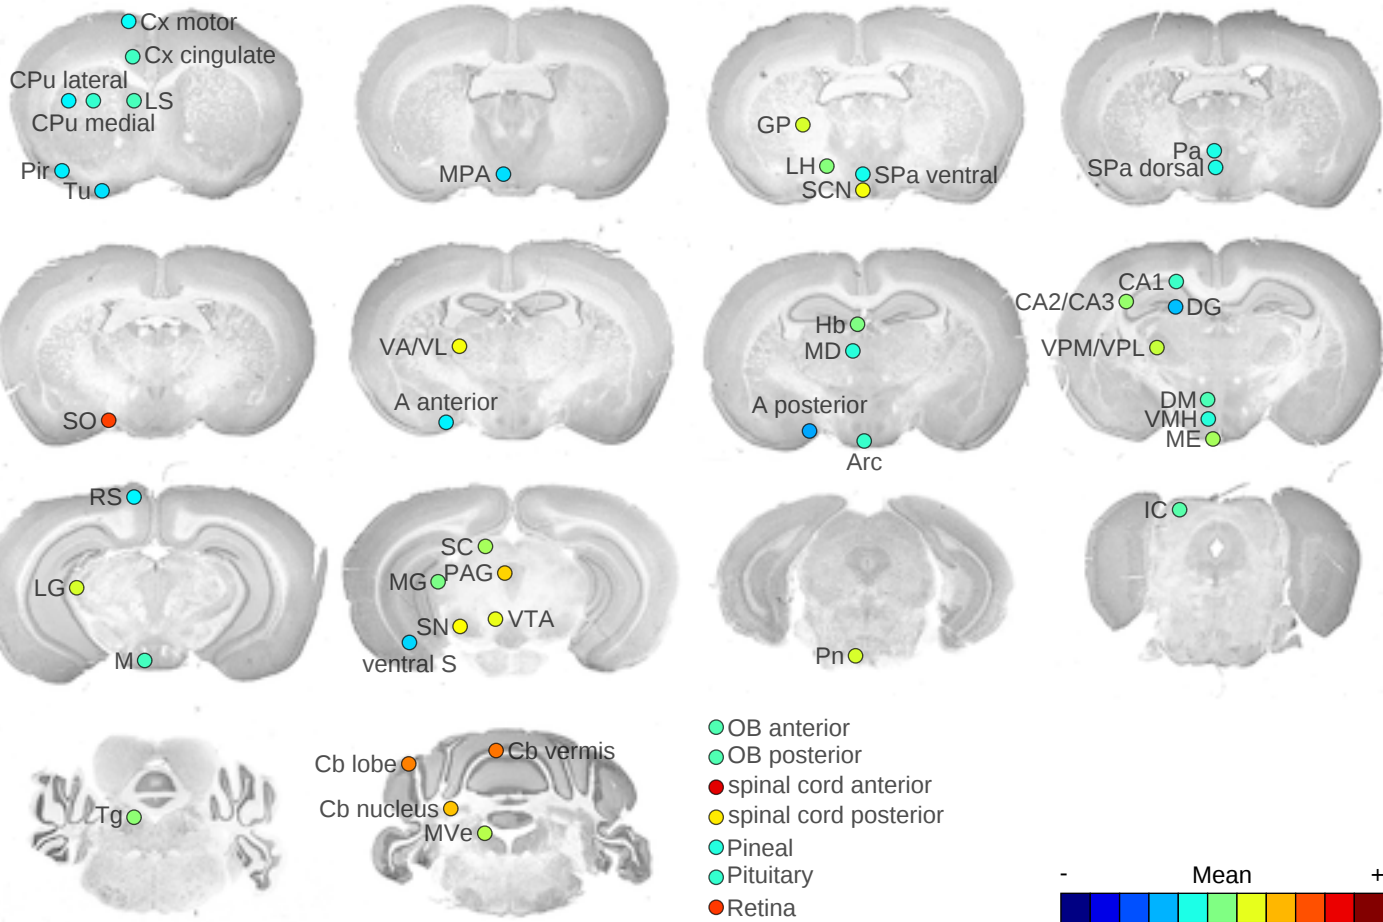 Cx motor
Cx cingulate
CPu lateral
LS
CPu medial
Pir
Tu
MPA
GP
LH
SPa ventral
SCN
Pa
SPa dorsal
SO
VA/VL
A anterior
Hb
MD
A posterior
Arc
CA1
CA2/CA3
DG
VPM/VPL
DM
VMH
ME
RS
LG
M
SC
PAG
MG
VTA
SN
ventral S
Pn
IC
Tg
Cb vermis
Cb lobe
Cb nucleus
MVe
OB anterior
OB posterior
spinal cord anterior
spinal cord posterior
Pineal
Pituitary
Retina
- Mean +